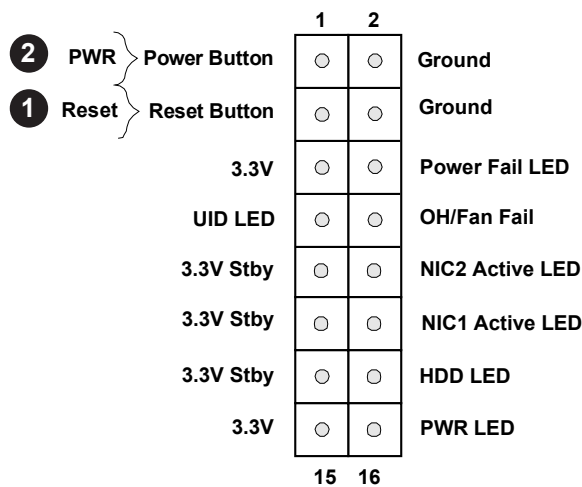 1 2
2 PWR Power Button Ground
1 Reset Reset Button Ground
3.3V Power Fail LED
UID LED OH/Fan Fail
3.3V Stby NIC2 Active LED
3.3V Stby NIC1 Active LED
3.3V Stby HDD LED
3.3V PWR LED
15 16